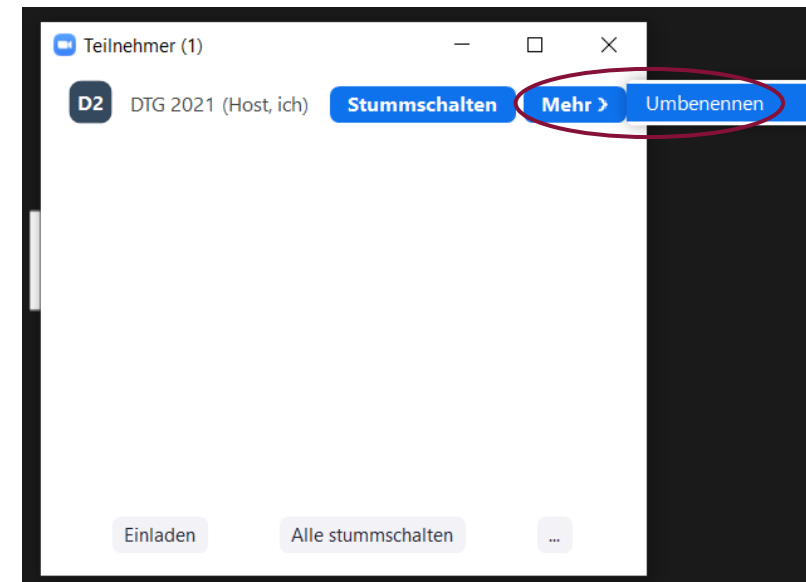 Teilnehmer (1)
D2 DTG 2021 (Host, ich) Stummschalten Mehr > Umbenennen
Einladen Alle stummschalten ...